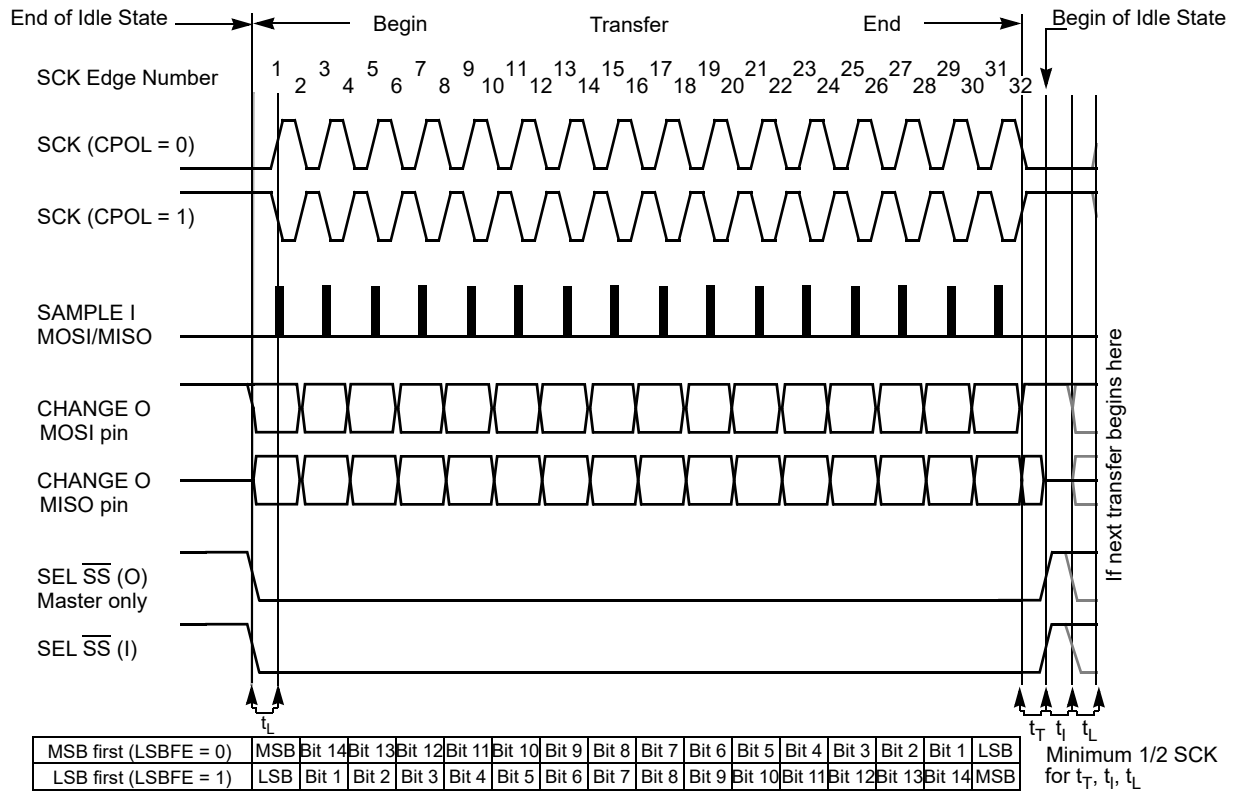 End of Idle State
Begin
Transfer
End
Begin of Idle State
SCK Edge Number
1 3 5 7 9 11 13 15 17 19 21 23 25 27 29 31
2 4 6 8 10 12 14 16 18 20 22 24 26 28 30 32
SCK (CPOL = 0)
SCK (CPOL = 1)
SAMPLE I
MOSI/MISO
CHANGE O
MOSI pin
CHANGE O
MISO pin
SEL SS (O)
Master only
SEL SS (I)
If next transfer begins here
tL
tT tI tL
MSB first (LSBFE = 0) MSB Bit 14 Bit 13 Bit 12 Bit 11 Bit 10 Bit 9 Bit 8 Bit 7 Bit 6 Bit 5 Bit 4 Bit 3 Bit 2 Bit 1 LSB
LSB first (LSBFE = 1) LSB Bit 1 Bit 2 Bit 3 Bit 4 Bit 5 Bit 6 Bit 7 Bit 8 Bit 9 Bit 10 Bit 11 Bit 12 Bit 13 Bit 14 MSB
Minimum 1/2 SCK
for tT, tI, tL